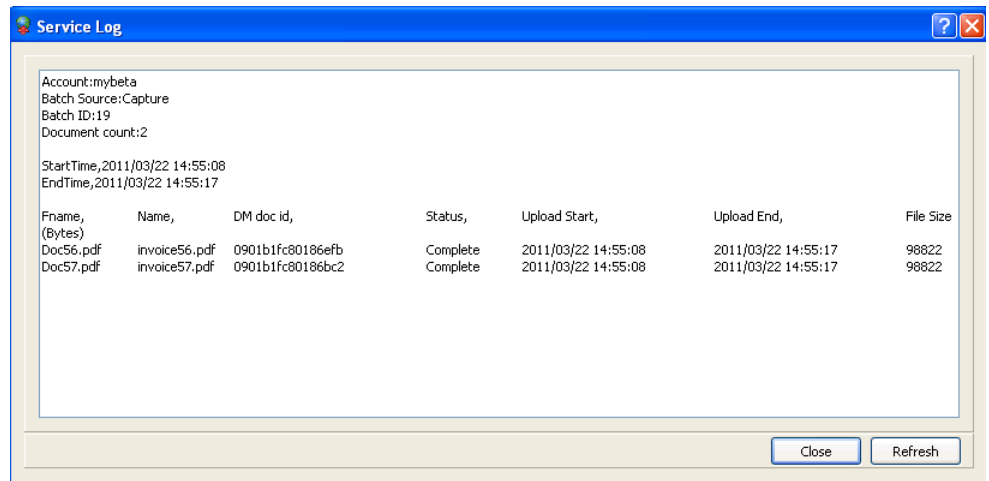 Service Log
Account:mybeta
Batch Source:Capture
Batch ID:19
Document count:2
StartTime,2011/03/22 14:55:08
EndTime,2011/03/22 14:55:17
Fname, Name, DM doc id, Status, Upload Start, Upload End, File Size
(Bytes)
Doc56.pdf invoice56.pdf 0901b1fc80186efb Complete 2011/03/22 14:55:08 2011/03/22 14:55:17 98822
Doc57.pdf invoice57.pdf 0901b1fc80186bc2 Complete 2011/03/22 14:55:08 2011/03/22 14:55:17 98822
Close Refresh